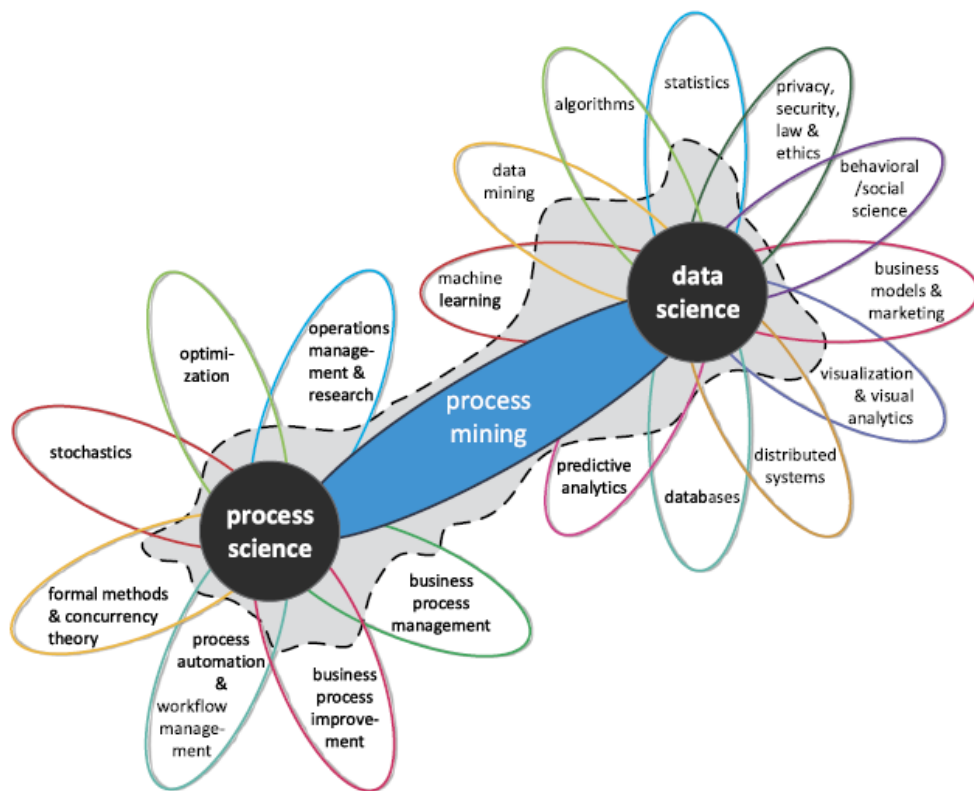 statistics
privacy,
security,
law &
ethics
algorithms
behavioral
/social
science
data
mining
data
science
machine
learning
business
models &
marketing
visualization
& visual
analytics
distributed
systems
databases
predictive
analytics
process
mining
operations
manage-
ment &
research
optimi-
zation
stochastics
process
science
formal methods
& concurrency
theory
process
automation
&
workflow
manage-
ment
business
process
improve-
ment
business
process
management